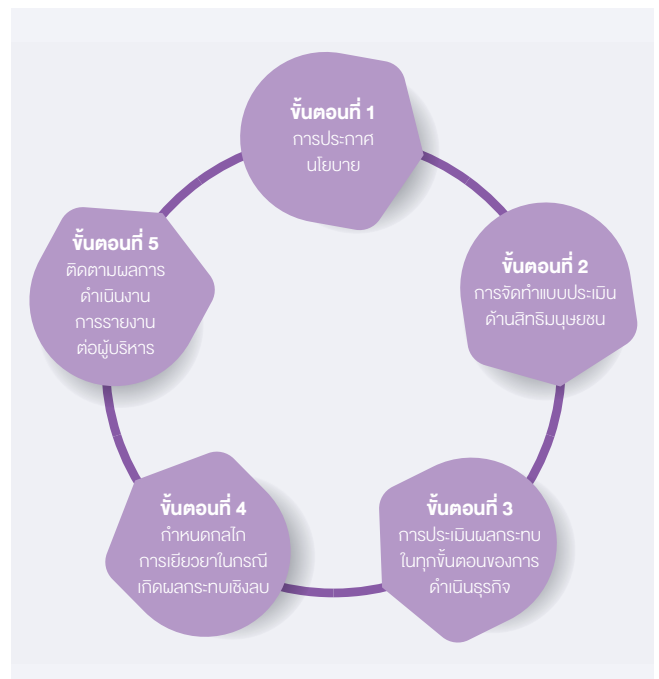 ขั้นตอนที่ 1
การประกาศ
นโยบาย
ขั้นตอนที่ 2
การจัดทำแบบประเมิน
ด้านสิทธิมนุษยชน
ขั้นตอนที่ 3
การประเมินผลกระทบ
ในทุกขั้นตอนของการ
ดำเนินธุรกิจ
ขั้นตอนที่ 4
กำหนดกลไก
การเยียวยาในกรณี
เกิดผลกระทบเชิงลบ
ขั้นตอนที่ 5
ติดตามผลการ
ดำเนินงาน
การรายงาน
ต่อผู้บริหาร